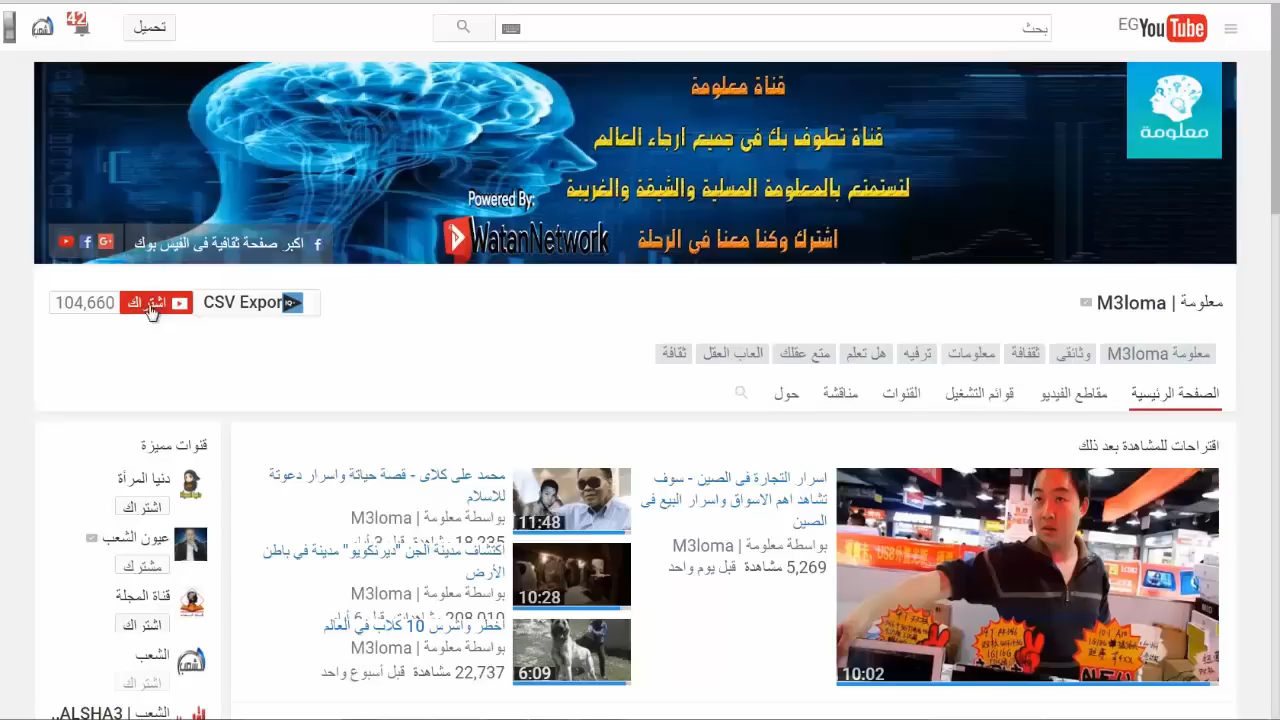 EG YouTube
بحث
تحميل
42
قناة معلومة
قناة تطوف بك فى جميع ارجاء العالم
لتستمتع بالمعلومة المسلية والشيقة والغريبة
اشترك وكنا معنا فى الرحلة
Powered By:
WatanNetwork
معلومة
اكبر صفحة ثقافية فى الفيس بوك
معلومة | M3loma
CSV Expor
اشتراك
104,660
معلومة M3loma
وثائقى
ثقفافة
معلومات
ترفيه
هل تعلم
متع عقلك
العاب العقل
ثقافة
الصفحة الرئيسية
مقاطع الفيديو
قوائم التشغيل
القنوات
مناقشة
حول
اقتراحات للمشاهدة بعد ذلك
10:02
اسرار التجارة فى الصين - سوف
تشاهد اهم الاسواق واسرار البيع فى
الصين
بواسطة معلومة | M3loma
5,269 مشاهدة قبل يوم واحد
11:48
محمد على كلاى - قصة حياتة واسرار دعوتة
للاسلام
بواسطة معلومة | M3loma
10:28
اكتشاف مدينة الجن "ديرنكويو" مدينة في باطن
الأرض
بواسطة معلومة | M3loma
6:09
أخطر واشرس 10 كلاب في العالم
بواسطة معلومة | M3loma
22,737 مشاهدة قبل أسبوع واحد
قنوات مميزة
دنيا المرأة
اشتراك
عيون الشعب
مشترك
قناة المجلة
اشتراك
الشعب
اشتراك
الشعب | ALSHA3..